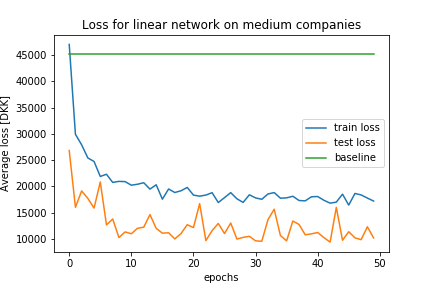 Loss for linear network on medium companies
Average loss [DKK]
45000
40000
35000
30000
25000
20000
15000
10000
train loss
test loss
baseline
0
10
20
30
40
50
epochs